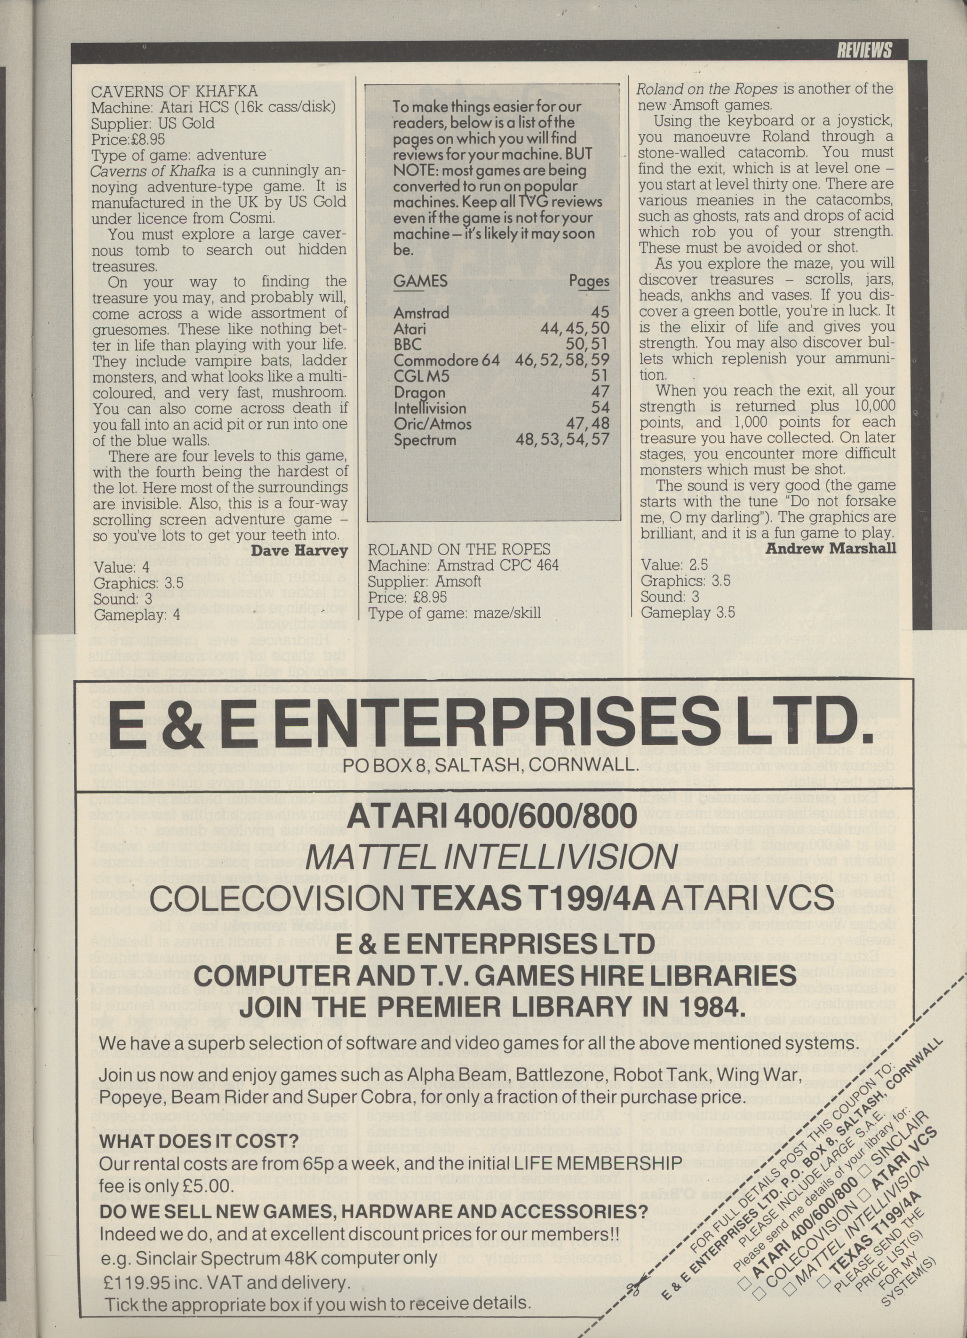 REVIEWS
CAVERNS OF KHAFKA
Machine: Atari HCS (16k cass/disk)
Supplier: US Gold
Price:£8.95
Type of game: adventure
Caverns of Khafka is a cunningly an-
noying adventure-type game. It is
manufactured in the UK by US Gold
under licence from Cosmi.
You must explore a large caver-
nous tomb to search out hidden
treasures.
On your way to finding the
treasure you may, and probably will,
come across a wide assortment of
gruesomes. These like nothing bet-
ter in life than playing with your life.
They include vampire bats, ladder
monsters, and what looks like a multi-
coloured, and very fast, mushroom.
You can also come across death if
you fall into an acid pit or run into one
of the blue walls.
There are four levels to this game,
with the fourth being the hardest of
the lot. Here most of the surroundings
are invisible. Also, this is a four-way
scrolling screen adventure game –
so you've lots to get your teeth into.
Dave Harvey
Value: 4
Graphics: 3.5
Sound: 3
Gameplay: 4
To make things easier for our
readers, below is a list of the
pages on which you will find
reviews for your machine. BUT
NOTE: most games are being
converted to run on popular
machines. Keep all TVG reviews
even if the game is not for your
machine – it's likely it may soon
be.
GAMES Pages
Amstrad 45
Atari 44, 45, 50
BBC 50, 51
Commodore 64 46, 52, 58, 59
CGL M5 51
Dragon 47
Intellivision 54
Oric/Atmos 47, 48
Spectrum 48, 53, 54, 57
ROLAND ON THE ROPES
Machine: Amstrad CPC 464
Supplier: Amsoft
Price: £8.95
Type of game: maze/skill
Roland on the Ropes is another of the
new Amsoft games.
Using the keyboard or a joystick,
you manoeuvre Roland through a
stone-walled catacomb. You must
find the exit, which is at level one –
you start at level thirty one. There are
various meanies in the catacombs,
such as ghosts, rats and drops of acid
which rob you of your strength.
These must be avoided or shot.
As you explore the maze, you will
discover treasures – scrolls, jars,
heads, ankhs and vases. If you dis-
cover a green bottle, you're in luck. It
is the elixir of life and gives you
strength. You may also discover bul-
lets which replenish your ammuni-
tion.
When you reach the exit, all your
strength is returned plus 10,000
points, and 1,000 points for each
treasure you have collected. On later
stages, you encounter more difficult
monsters which must be shot.
The sound is very good (the game
starts with the tune "Do not forsake
me, O my darling"). The graphics are
brilliant, and it is a fun game to play.
Andrew Marshall
Value: 2.5
Graphics: 3.5
Sound: 3
Gameplay 3.5
E & E ENTERPRISES LTD.
PO BOX 8, SALTASH, CORNWALL.
ATARI 400/600/800
MATTEL INTELLIVISION
COLECOVISION TEXAS T199/4A ATARI VCS
E & E ENTERPRISES LTD
COMPUTER AND T.V. GAMES HIRE LIBRARIES
JOIN THE PREMIER LIBRARY IN 1984.
We have a superb selection of software and video games for all the above mentioned systems.
Join us now and enjoy games such as Alpha Beam, Battlezone, Robot Tank, Wing War,
Popeye, Beam Rider and Super Cobra, for only a fraction of their purchase price.
WHAT DOES IT COST?
Our rental costs are from 65p a week, and the initial LIFE MEMBERSHIP
fee is only £5.00.
DO WE SELL NEW GAMES, HARDWARE AND ACCESSORIES?
Indeed we do, and at excellent discount prices for our members!!
e.g. Sinclair Spectrum 48K computer only
£119.95 inc. VAT and delivery.
Tick the appropriate box if you wish to receive details.
FOR FULL DETAILS POST THIS COUPON TO:
E & E ENTERPRISES LTD. P.O. BOX 8, SALTASH, CORNWALL
PLEASE INCLUDE LARGE S.A.E.
Please send me details of your library for:
□ ATARI 400/600/800 □ SINCLAIR
□ COLECOVISION □ ATARI VCS
□ MATTEL INTELLIVISION
□ TEXAS T199/4A
PLEASE SEND THE
PRICE LIST(S)
FOR MY
SYSTEM(S)